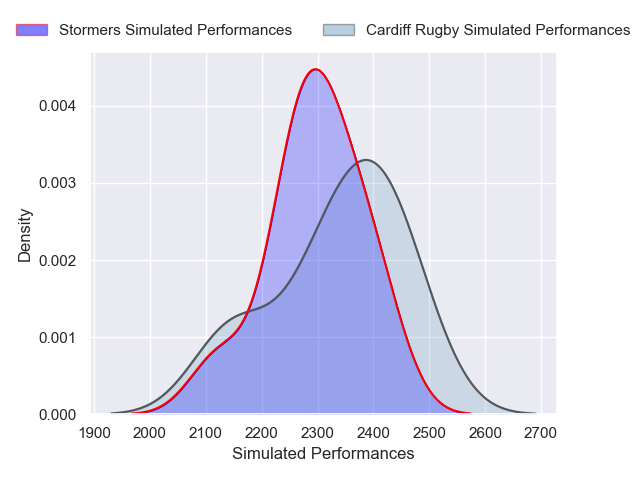 Stormers Simulated Performances
Cardiff Rugby Simulated Performances
0.004
0.003
0.002
0.001
0.000
Density
1900 2000 2100 2200 2300 2400 2500 2600 2700
Simulated Performances